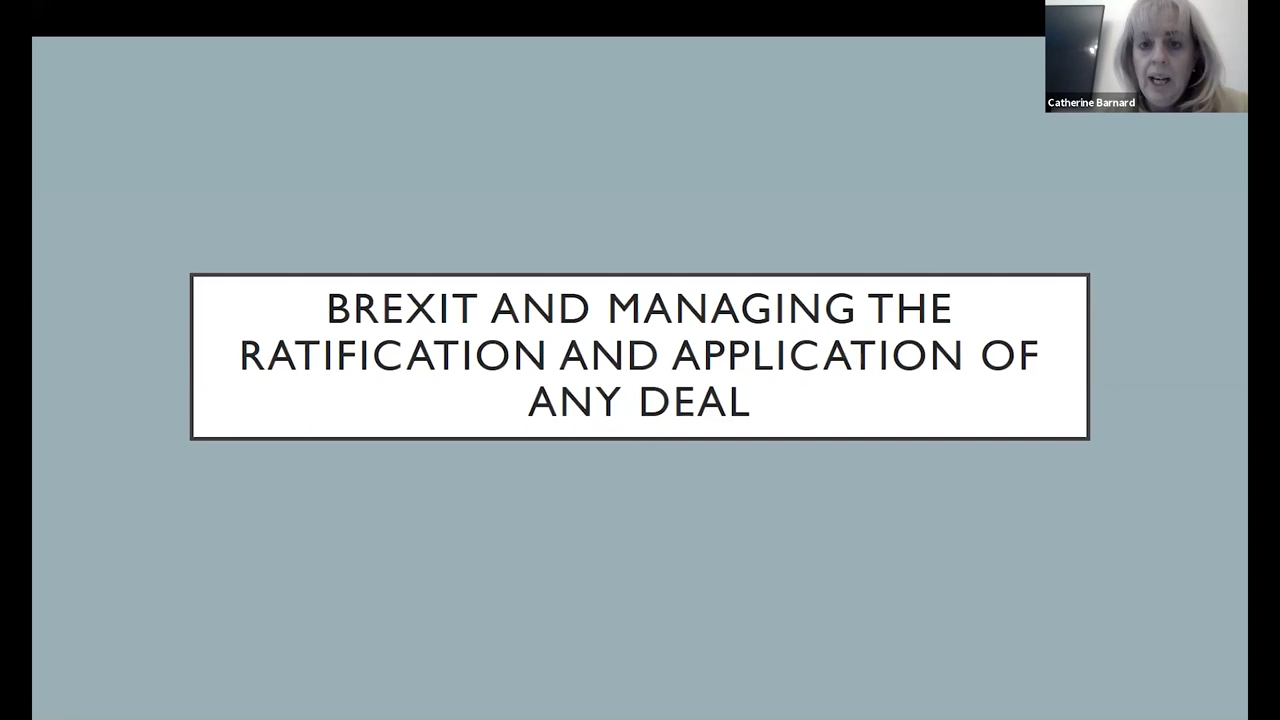 Catherine Barnard
BREXIT AND MANAGING THE
RATIFICATION AND APPLICATION OF
ANY DEAL